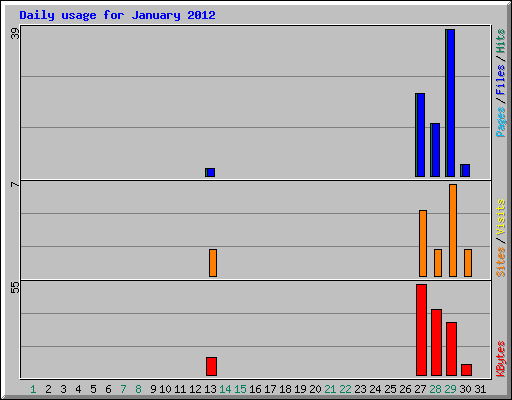 Daily usage for January 2012
39
Pages/Files/Hits
7
Sites/Visits
55
KBytes
1 2 3 4 5 6 7 8 9 10 11 12 13 14 15 16 17 18 19 20 21 22 23 24 25 26 27 28 29 30 31